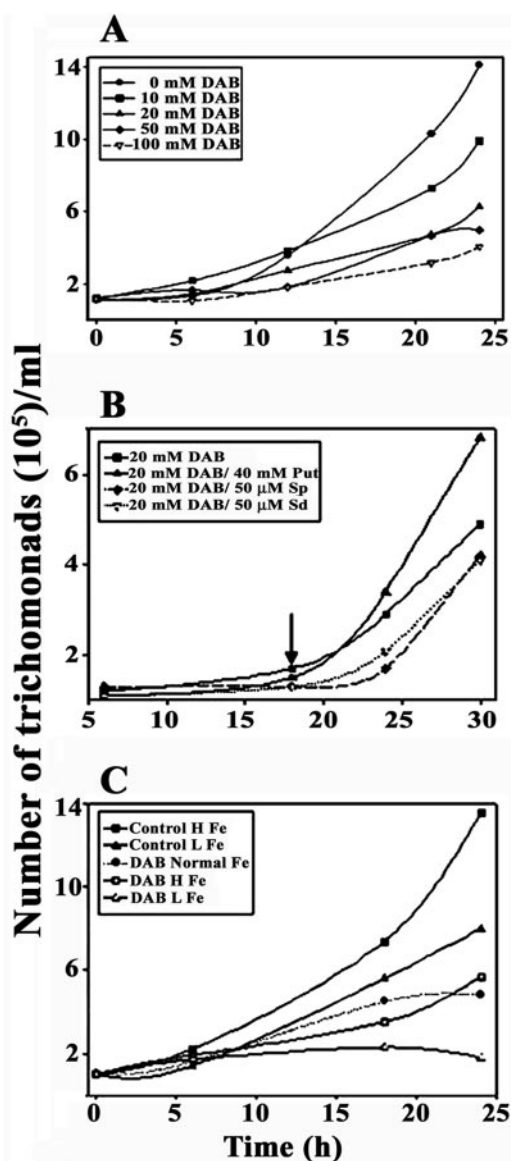 A
14
10
6
2
0 mM DAB
10 mM DAB
20 mM DAB
50 mM DAB
100 mM DAB
0 5 10 15 20 25
B
6
4
2
20 mM DAB
20 mM DAB/ 40 mM Put
20 mM DAB/ 50 µM Sp
20 mM DAB/ 50 µM Sd
5 10 15 20 25 30
C
14
10
6
2
Control H Fe
Control L Fe
DAB Normal Fe
DAB H Fe
DAB L Fe
0 5 10 15 20 25
Number of trichomonads (10⁵)/ml
Time (h)